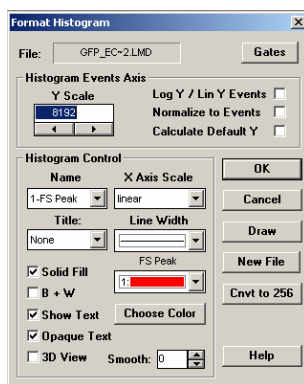 Format Histogram
File: GFP_EC~2.LMD Gates
Histogram Events Axis
Y Scale
8192
Log Y / Lin Y Events
Normalize to Events
Calculate Default Y
Histogram Control
Name X Axis Scale
1-FS Peak linear
Title: Line Width
None
FS Peak
1:
Solid Fill
B + W
Show Text Choose Color
Opaque Text
3D View Smooth: 0
OK
Cancel
Draw
New File
Cnvt to 256
Help